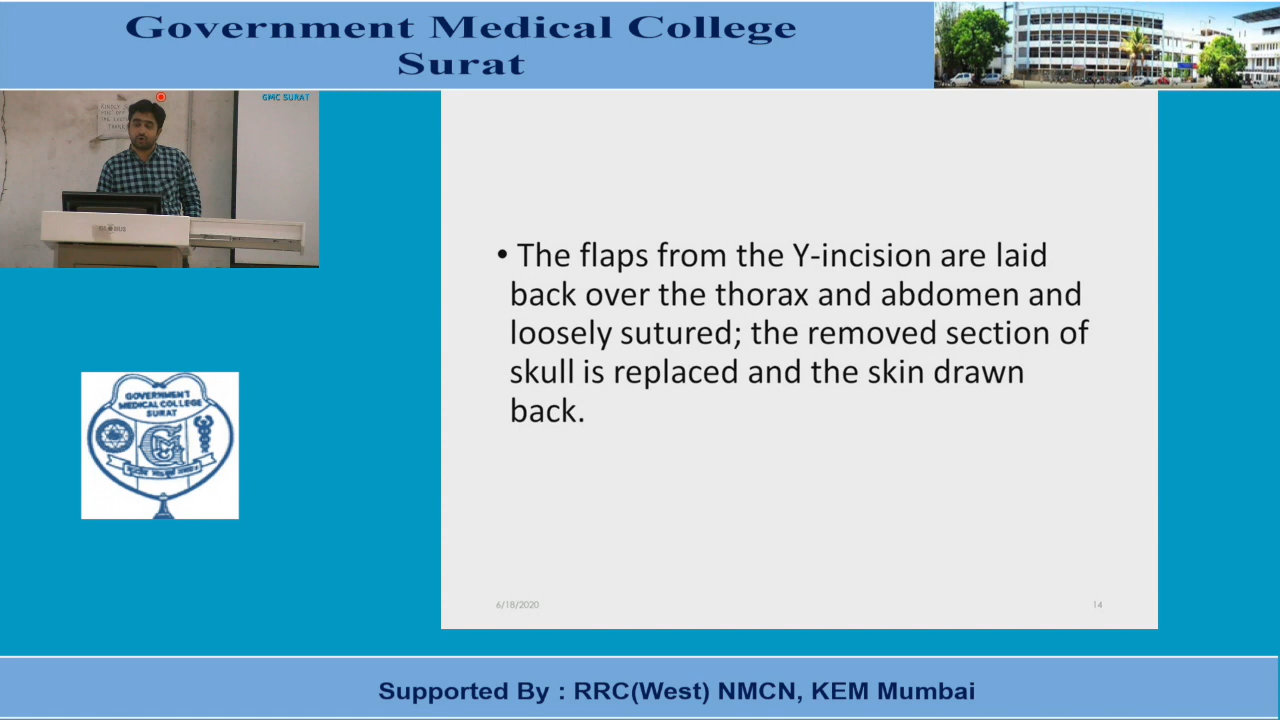 Government Medical College
Surat
GMC SURAT
• The flaps from the Y-incision are laid
back over the thorax and abdomen and
loosely sutured; the removed section of
skull is replaced and the skin drawn
back.
GOVERNMENT
MEDICAL COLLEGE
SURAT
6/18/2020
14
Supported By : RRC(West) NMCN, KEM Mumbai